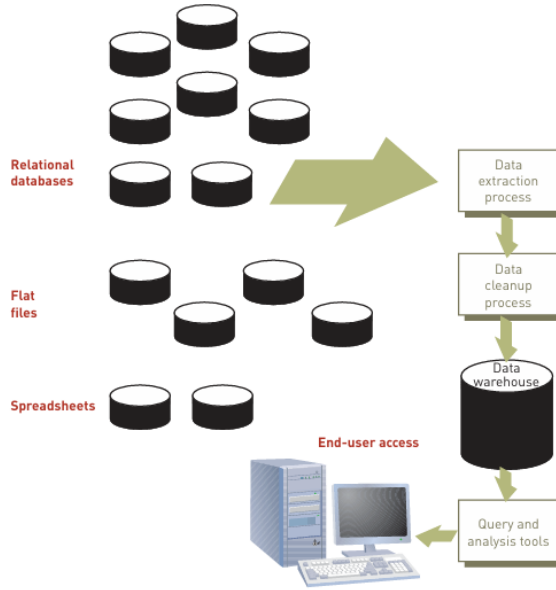 Relational
databases
Data
extraction
process
Flat
files
Data
cleanup
process
Spreadsheets
Data
warehouse
End-user access
Query and
analysis tools